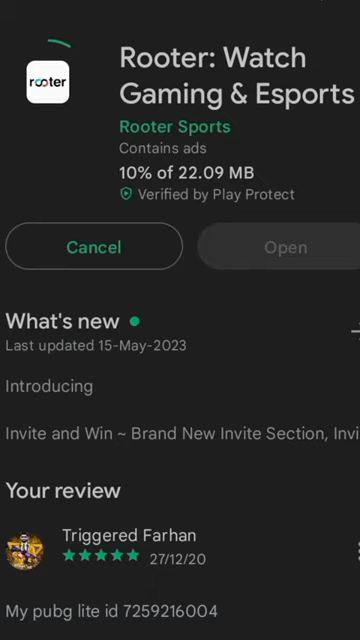 rooter
Rooter: Watch
Gaming & Esports
Rooter Sports
Contains ads
10% of 22.09 MB
Verified by Play Protect
Cancel
Open
What's new
Last updated 15-May-2023
Introducing
Invite and Win ~ Brand New Invite Section, Invi
Your review
Triggered Farhan
27/12/20
My pubg lite id 7259216004